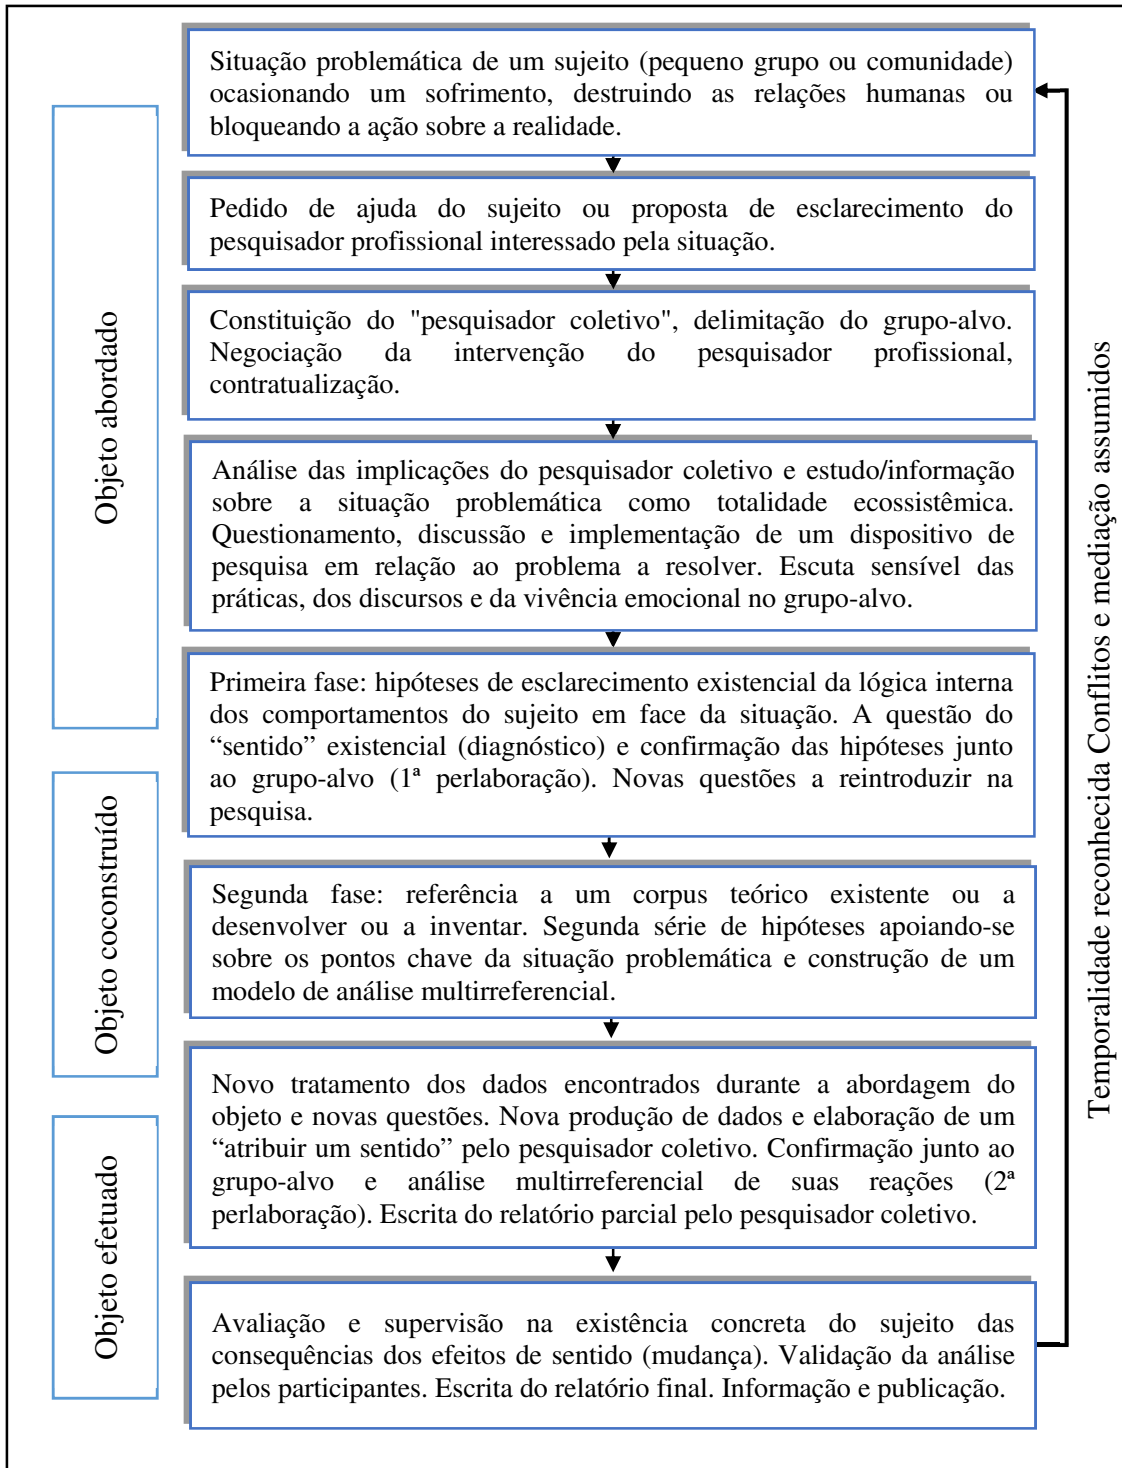 Situação problemática de um sujeito (pequeno grupo ou comunidade)
ocasionando um sofrimento, destruindo as relações humanas ou
bloqueando a ação sobre a realidade.
Pedido de ajuda do sujeito ou proposta de esclarecimento do
pesquisador profissional interessado pela situação.
Constituição do "pesquisador coletivo", delimitação do grupo-alvo.
Negociação da intervenção do pesquisador profissional,
contratualização.
Análise das implicações do pesquisador coletivo e estudo/informação
sobre a situação problemática como totalidade ecossistêmica.
Questionamento, discussão e implementação de um dispositivo de
pesquisa em relação ao problema a resolver. Escuta sensível das
práticas, dos discursos e da vivência emocional no grupo-alvo.
Objeto abordado
Primeira fase: hipóteses de esclarecimento existencial da lógica interna
dos comportamentos do sujeito em face da situação. A questão do
“sentido” existencial (diagnóstico) e confirmação das hipóteses junto
ao grupo-alvo (1ª perlaboração). Novas questões a reintroduzir na
pesquisa.
Segunda fase: referência a um corpus teórico existente ou a
desenvolver ou a inventar. Segunda série de hipóteses apoiando-se
sobre os pontos chave da situação problemática e construção de um
modelo de análise multirreferencial.
Objeto coconstruído
Novo tratamento dos dados encontrados durante a abordagem do
objeto e novas questões. Nova produção de dados e elaboração de um
“atribuir um sentido” pelo pesquisador coletivo. Confirmação junto ao
grupo-alvo e análise multirreferencial de suas reações (2ª
perlaboração). Escrita do relatório parcial pelo pesquisador coletivo.
Avaliação e supervisão na existência concreta do sujeito das
consequências dos efeitos de sentido (mudança). Validação da análise
pelos participantes. Escrita do relatório final. Informação e publicação.
Objeto efetuado
Temporalidade reconhecida Conflitos e mediação assumidos